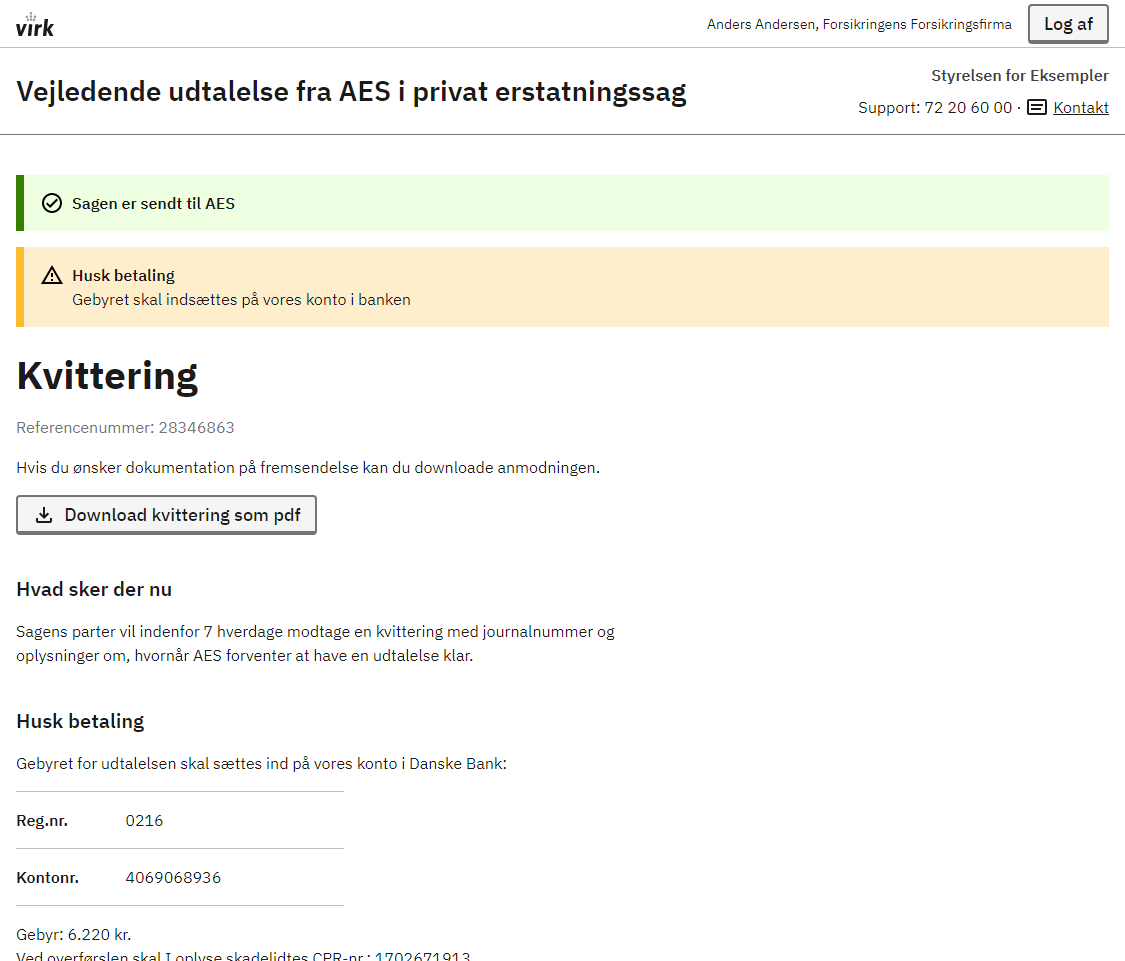 virk
Anders Andersen, Forsikringens Forsikringsfirma
Log af
Vejledende udtalelse fra AES i privat erstatningssag
Styrelsen for Eksempler
Support: 72 20 60 00 · Kontakt
Sagen er sendt til AES
Husk betaling
Gebyret skal indsættes på vores konto i banken
Kvittering
Referencenummer: 28346863
Hvis du ønsker dokumentation på fremsendelse kan du downloade anmodningen.
Download kvittering som pdf
Hvad sker der nu
Sagens parter vil indenfor 7 hverdage modtage en kvittering med journalnummer og
oplysninger om, hvornår AES forventer at have en udtalelse klar.
Husk betaling
Gebyret for udtalelsen skal sættes ind på vores konto i Danske Bank:
Reg.nr. 0216
Kontonr. 4069068936
Gebyr: 6.220 kr.
Ved overførslen skal I oplyse skadelidtes CPR-nr.: 1702671913